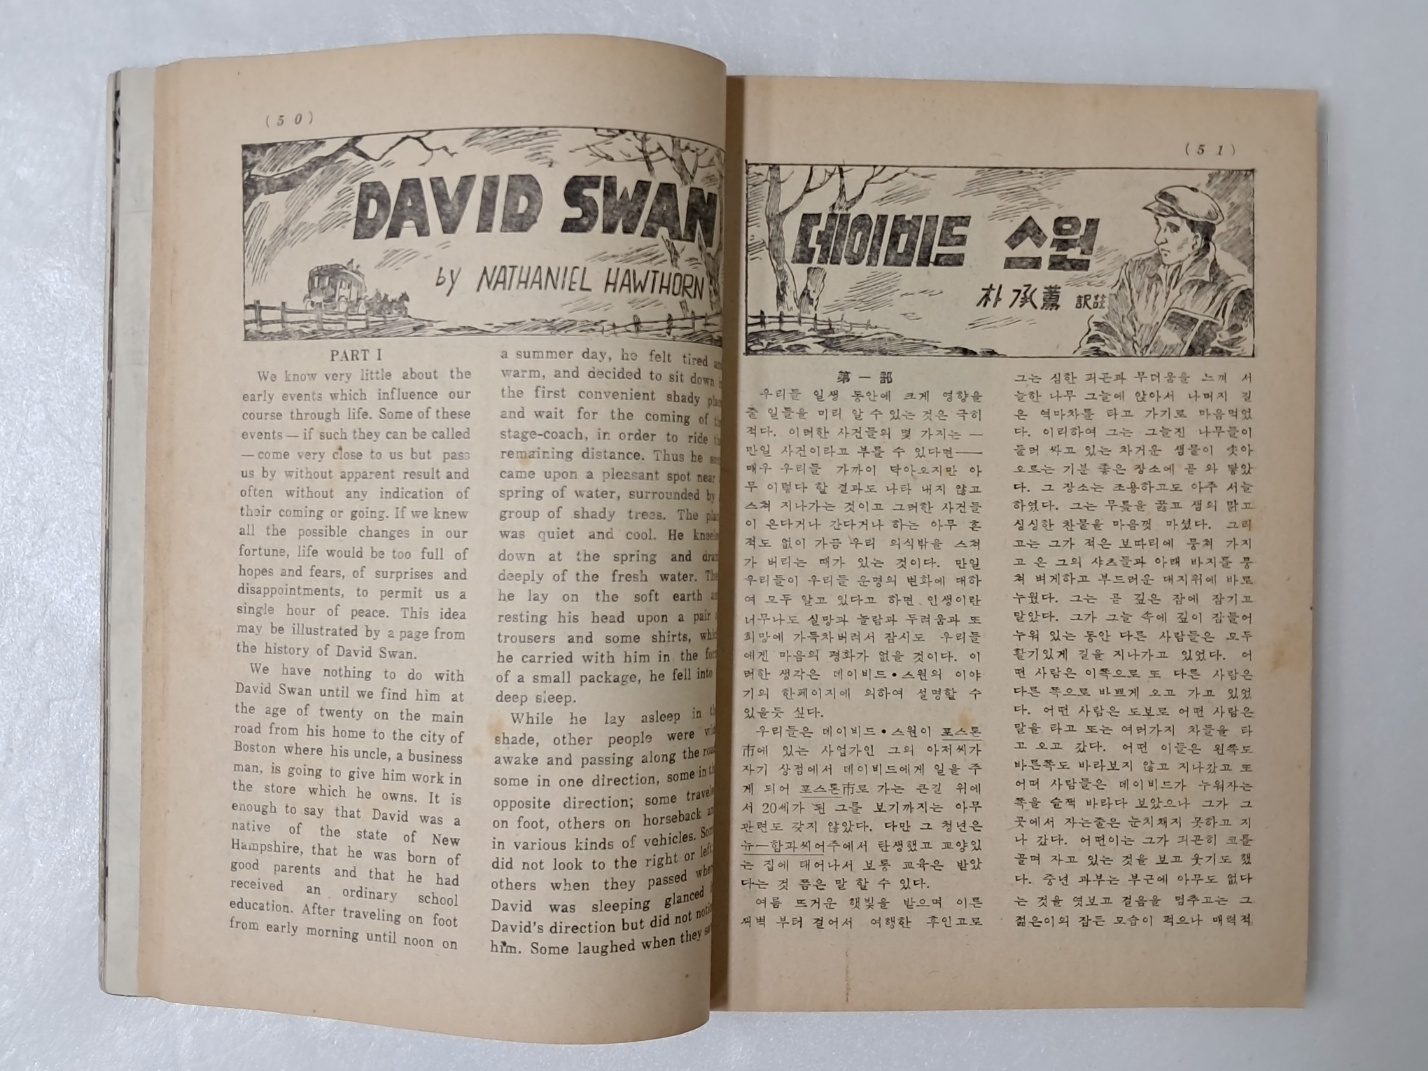 (50)
DAVID SWAN
by NATHANIEL HAWTHORN
PART I
We know very little about the
early events which influence our
course through life. Some of these
events — if such they can be called
— come very close to us but pass
us by without apparent result and
often without any indication of
their coming or going. If we knew
all the possible changes in our
fortune, life would be too full of
hopes and fears, of surprises and
disappointments, to permit us a
single hour of peace. This idea
may be illustrated by a page from
the history of David Swan.
We have nothing to do with
David Swan until we find him at
the age of twenty on the main
road from his home to the city of
Boston where his uncle, a business
man, is going to give him work in
the store which he owns. It is
enough to say that David was a
native of the state of New
Hampshire, that he was born of
good parents and that he had
received an ordinary school
education. After traveling on foot
from early morning until noon on
a summer day, he felt tired
warm, and decided to sit down
the first convenient shady
and wait for the coming of
stage-coach, in order to ride
remaining distance. Thus he
came upon a pleasant spot near
spring of water, surrounded by
group of shady trees. The
was quiet and cool. He
down at the spring and
deeply of the fresh water.
he lay on the soft earth
resting his head upon a pair
trousers and some shirts,
he carried with him in the
of a small package, he fell into
deep sleep.
While he lay asleep in
shade, other people were
awake and passing along the
some in one direction, some in
opposite direction; some
on foot, others on horseback
in various kinds of vehicles.
did not look to the right or left,
others when they passed
David was sleeping glanced
David's direction but did not
him. Some laughed when they
(51)
데이비드 스원
朴承薰 訳註
第一部
우리들 일생 동안에 크게 영향을
줄 일들을 미리 알 수 있는 것은 극히
적다. 이러한 사건들의 몇 가지는 —
만일 사건이라고 부를 수 있다면——
매우 우리들 가까이 닥아오지만 아
무 이렇다 할 결과도 나타 내지 않고
스쳐 지나가는 것이고 그러한 사건들
이 온다거나 간다거나 하는 아무 흔
적도 없이 가끔 우리 의식밖을 스쳐
가 버리는 때가 있는 것이다. 만일
우리들이 우리들 운명의 변화에 대하
여 모두 알고 있다고 하면 인생이란
너무나도 실망과 놀람과 두려움과 또
희망에 가득차버려서 잠시도 우리들
에겐 마음의 평화가 없을 것이다. 이
러한 생각은 데이비드•스원의 이야
기의 한페이지에 의하여 설명할 수
있을듯 싶다.
우리들은 데이비드•스원이 포스톤
市에 있는 사업가인 그의 아저씨가
자기 상점에서 데이비드에게 일을 주
게 되어 포스톤市로 가는 큰길 위에
서 20세가 된 그를 보기까지는 아무
관련도 갖지 않았다. 다만 그 청년은
뉴—함과씨어주에서 탄생했고 교양있
는 집에 태어나서 보통 교육은 받았
다는 것 쯤은 말 할 수 있다.
여름 뜨거운 햇빛을 받으며 이른
새벽 부터 걸어서 여행한 후인고로
그는 심한 피곤과 무더움을 느껴 서
늘한 나무 그늘에 앉아서 나머지 길
은 역마차를 타고 가기로 마음먹었
다. 이리하여 그는 그늘진 나무들이
둘러 싸고 있는 차거운 샘물이 솟아
오르는 기분 좋은 장소에 곧 와 닿았
다. 그 장소는 조용하고도 아주 서늘
하였다. 그는 무릎을 꿇고 샘의 맑고
싱싱한 찬물을 마음껏 마셨다. 그리
고는 그가 적은 보따리에 뭉쳐 가지
고 온 그의 샤츠들과 아래 바지를 뭉
쳐 벼게하고 부드러운 대지위에 바로
누웠다. 그는 곧 깊은 잠에 잠기고
말았다. 그가 그늘 속에 깊이 잠들어
누워 있는 동안 다른 사람들은 모두
활기있게 길을 지나가고 있었다. 어
떤 사람은 이쪽으로 또 다른 사람은
다른 쪽으로 바쁘게 오고 가고 있었
다. 어떤 사람은 도보로 어떤 사람은
말을 타고 또는 여러가지 차들을 타
고 오고 갔다. 어떤 이들은 왼쪽도
바른쪽도 바라보지 않고 지나갔고 또
어떠 사람들은 데이비드가 누워자는
쪽을 슬쩍 바라다 보았으나 그가 그
곳에서 자는줄은 눈치채지 못하고 지
나 갔다. 어떤이는 그가 피곤히 코를
골며 자고 있는 것을 보고 웃기도 했
다. 중년 과부는 부근에 아무도 없다
는 것을 엿보고 걸음을 멈추고는 그
젊은이의 잠든 모습이 퍽으나 매력적